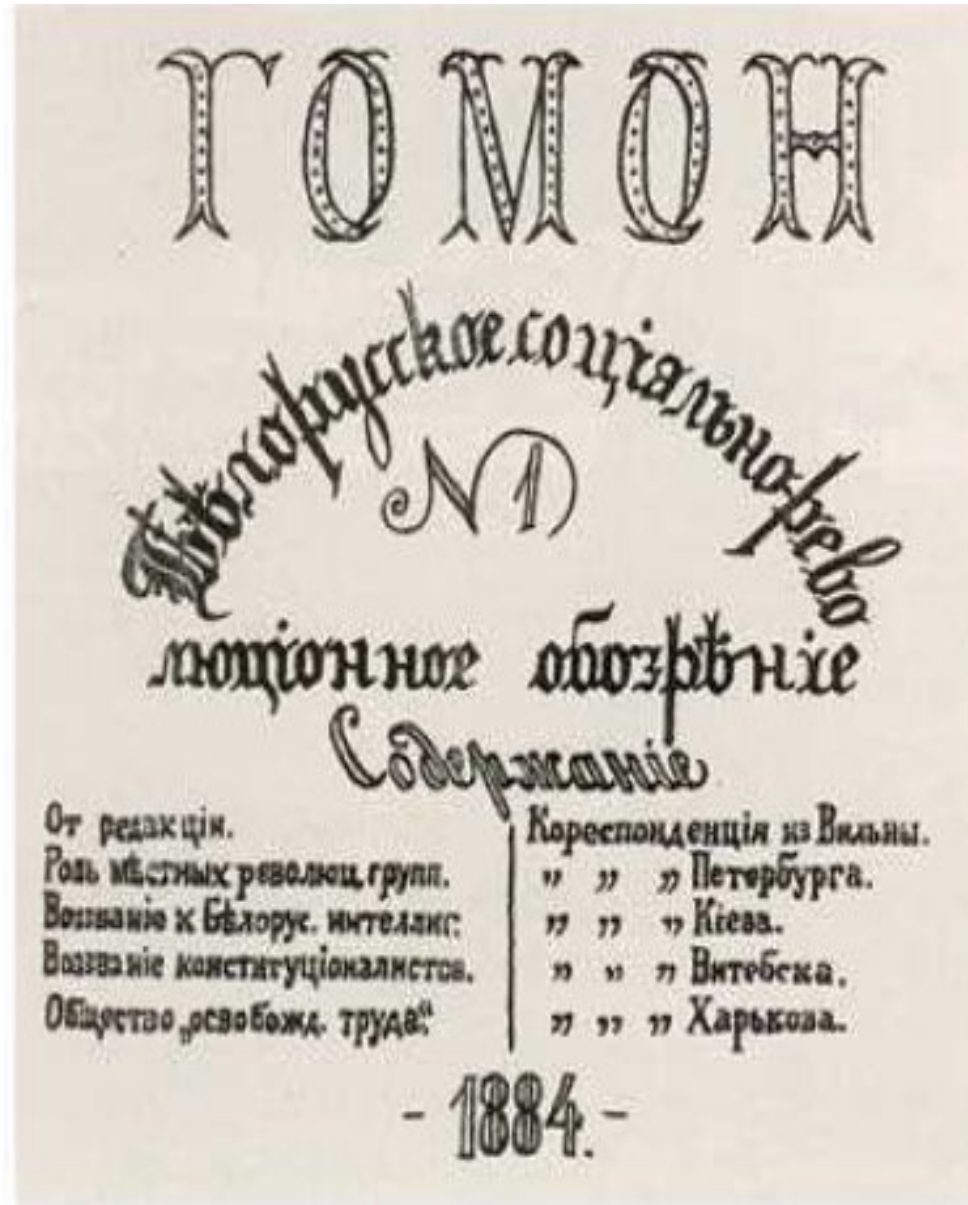 ГОМОН
Бѣлорусское соціяльно-рево
№ 1
люціонное обозрѣніе
Содержаніе
От редакціи.
Роль мѣстных революц. групп.
Воззваніе к Бѣлорус. интеллиг.
Воззваніе конституціоналистов.
Общество „освобожд. труда“.
Кореспонденція из Вильны.
„ „ „ Петербурга.
„ „ „ Кіева.
„ „ „ Витебска.
„ „ „ Харькова.
- 1884. -